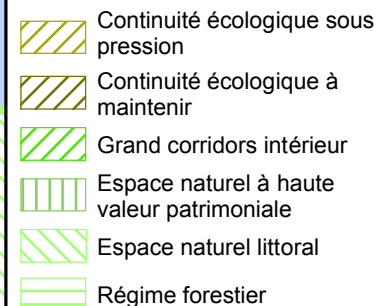 Continuité écologique sous
pression
Continuité écologique à
maintenir
Grand corridors intérieur
Espace naturel à haute
valeur patrimoniale
Espace naturel littoral
Régime forestier